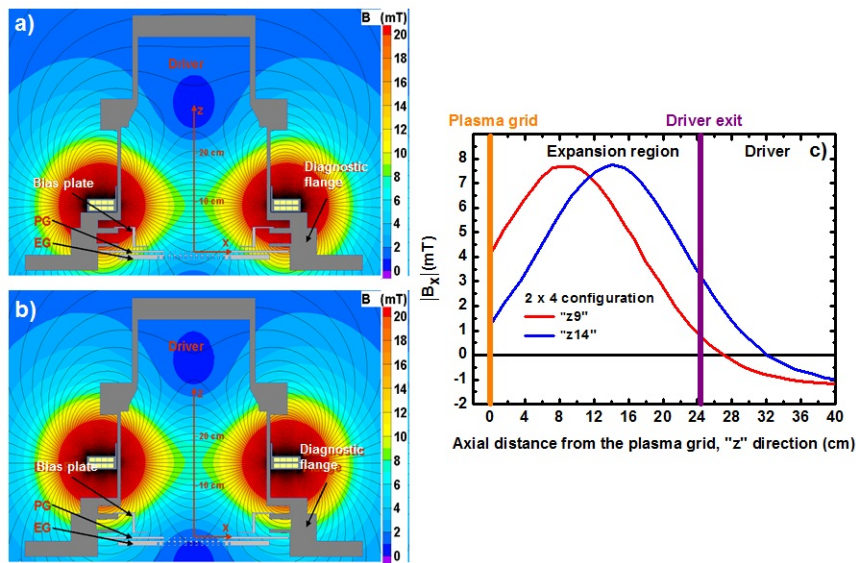 a)
B (mT)
20
18
16
14
12
10
8
6
4
2
0
Driver
z
20 cm
10 cm
x
Bias plate
Diagnostic
flange
PG
EG
b)
B (mT)
20
18
16
14
12
10
8
6
4
2
0
Driver
20 cm
10 cm
x
Bias plate
Diagnostic
flange
PG
EG
Plasma grid
Driver exit
Expansion region
Driver
c)
8
7
6
5
4
3
2
1
0
-1
-2
|Bx|(mT)
2 x 4 configuration
"z9"
"z14"
0 4 8 12 16 20 24 28 32 36 40
Axial distance from the plasma grid, "z" direction (cm)